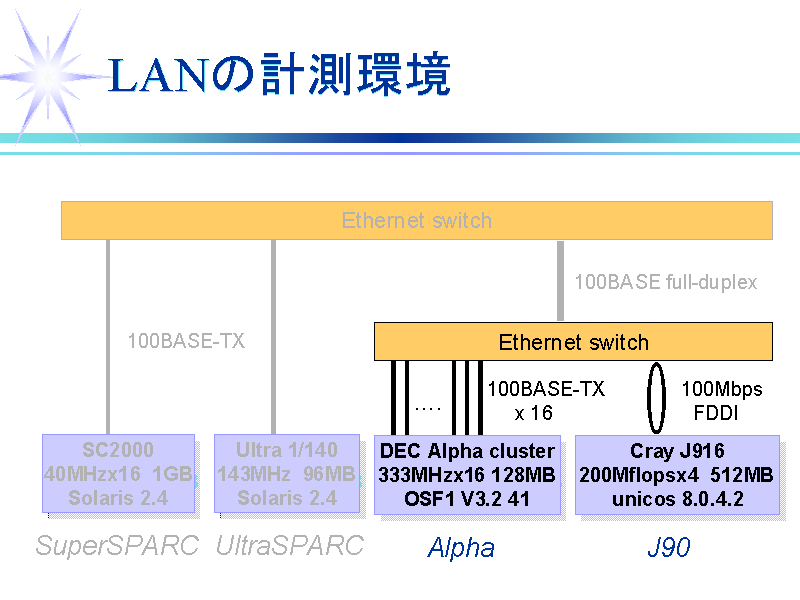 LANの計測環境
Ethernet switch
100BASE full-duplex
100BASE-TX
Ethernet switch
....
100BASE-TX
x 16
100Mbps
FDDI
SC2000
40MHzx16 1GB
Solaris 2.4
Ultra 1/140
143MHz 96MB
Solaris 2.4
DEC Alpha cluster
333MHzx16 128MB
OSF1 V3.2 41
Cray J916
200Mflopsx4 512MB
unicos 8.0.4.2
SuperSPARC
UltraSPARC
Alpha
J90